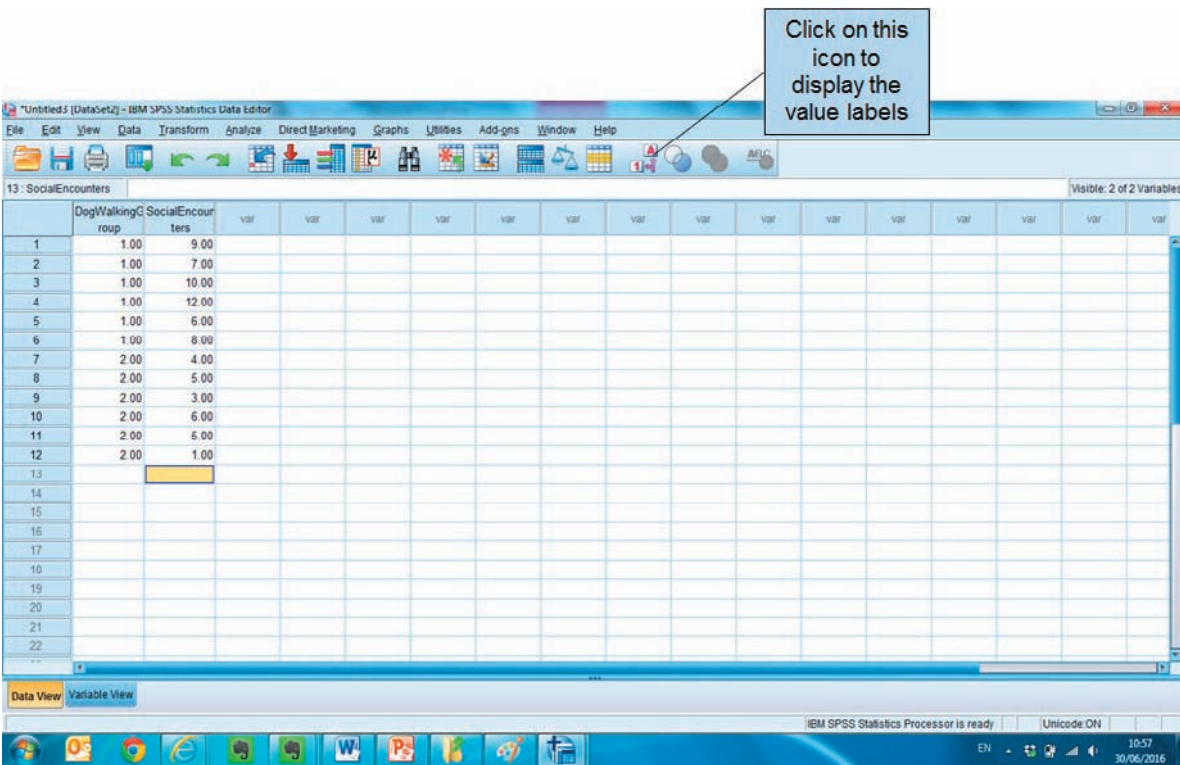 Click on this
icon to
display the
value labels
*Untitled3 [DataSet2] - IBM SPSS Statistics Data Editor
File Edit View Data Transform Analyze Direct Marketing Graphs Utilities Add-ons Window Help
13 : SocialEncounters
Visible: 2 of 2 Variables
DogWalkingG SocialEncour var var var var var var var var var var var var var
roup ters
1 1.00 9.00
2 1.00 7.00
3 1.00 10.00
4 1.00 12.00
5 1.00 6.00
6 1.00 8.00
7 2.00 4.00
8 2.00 5.00
9 2.00 3.00
10 2.00 6.00
11 2.00 5.00
12 2.00 1.00
13
14
15
16
17
18
19
20
21
22
Data View Variable View
IBM SPSS Statistics Processor is ready Unicode:ON
EN 10:57
30/06/2016